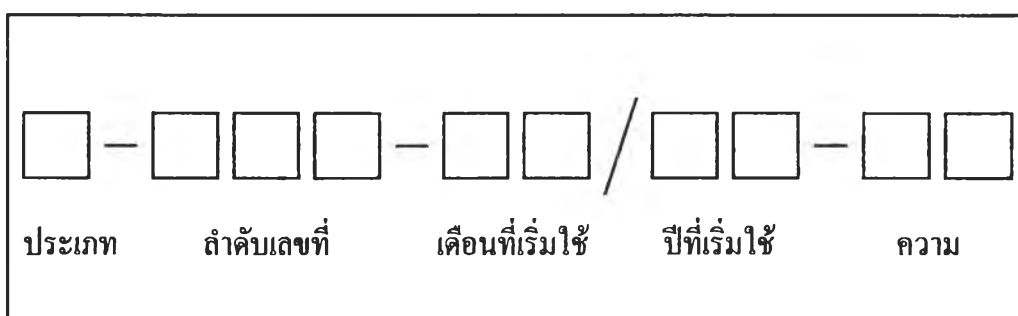 □ – □□□ – □□ / □□ – □□
ประเภท ลำดับเลขที่ เดือนที่เริ่มใช้ ปีที่เริ่มใช้ ความ